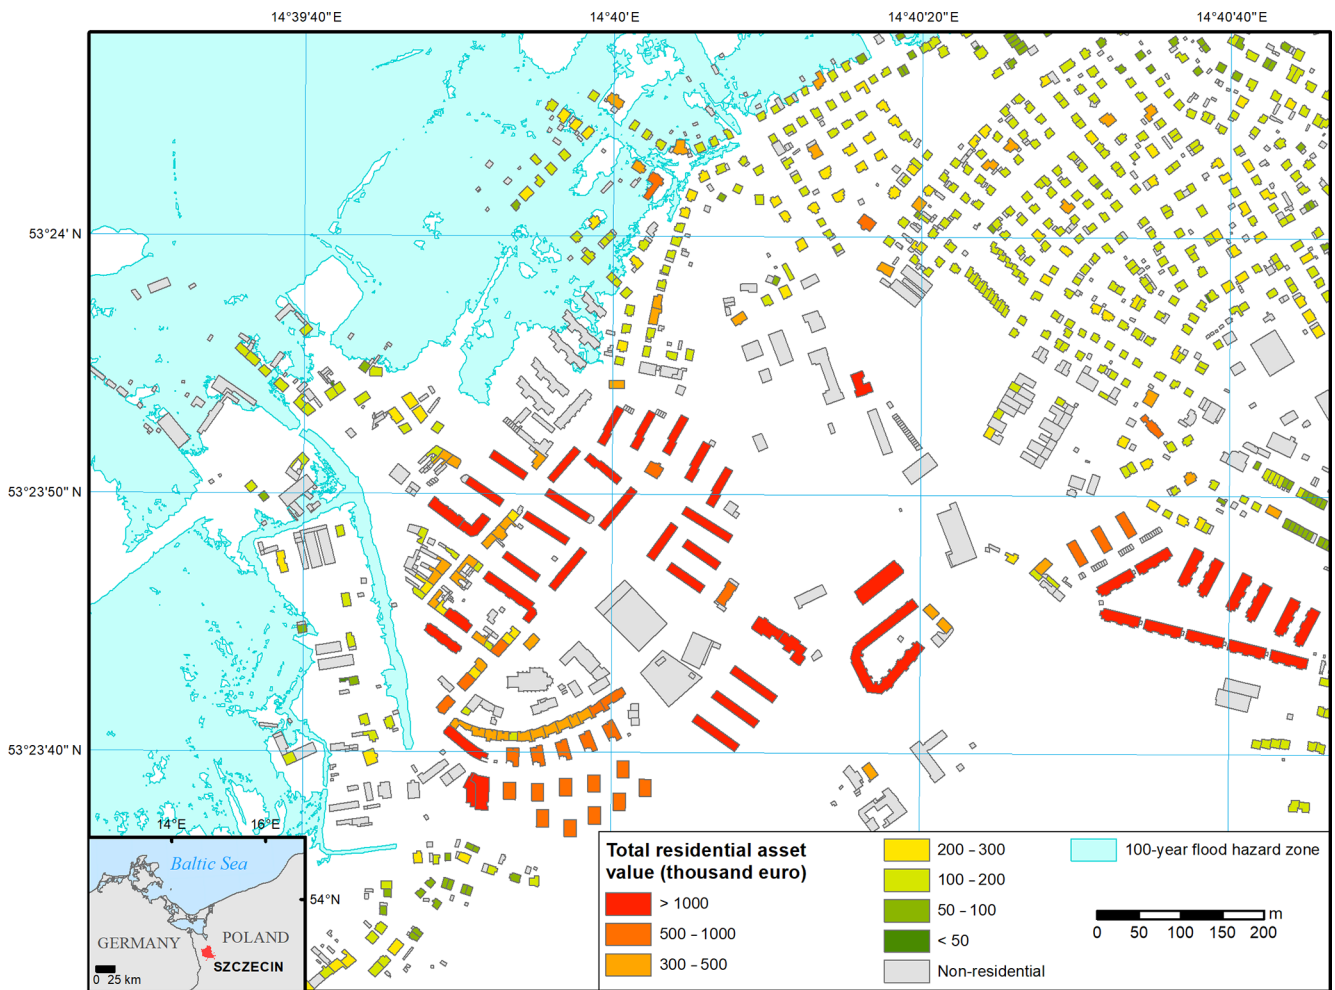 14°39'40"E
14°40'E
14°40'20"E
14°40'40"E
53°24' N
53°23'50" N
53°23'40" N
14°E
16°E
Baltic Sea
54°N
GERMANY
POLAND
SZCZECIN
0 25 km
Total residential asset
value (thousand euro)
> 1000
500 - 1000
300 - 500
200 - 300
100 - 200
50 - 100
< 50
Non-residential
100-year flood hazard zone
m
0 50 100 150 200